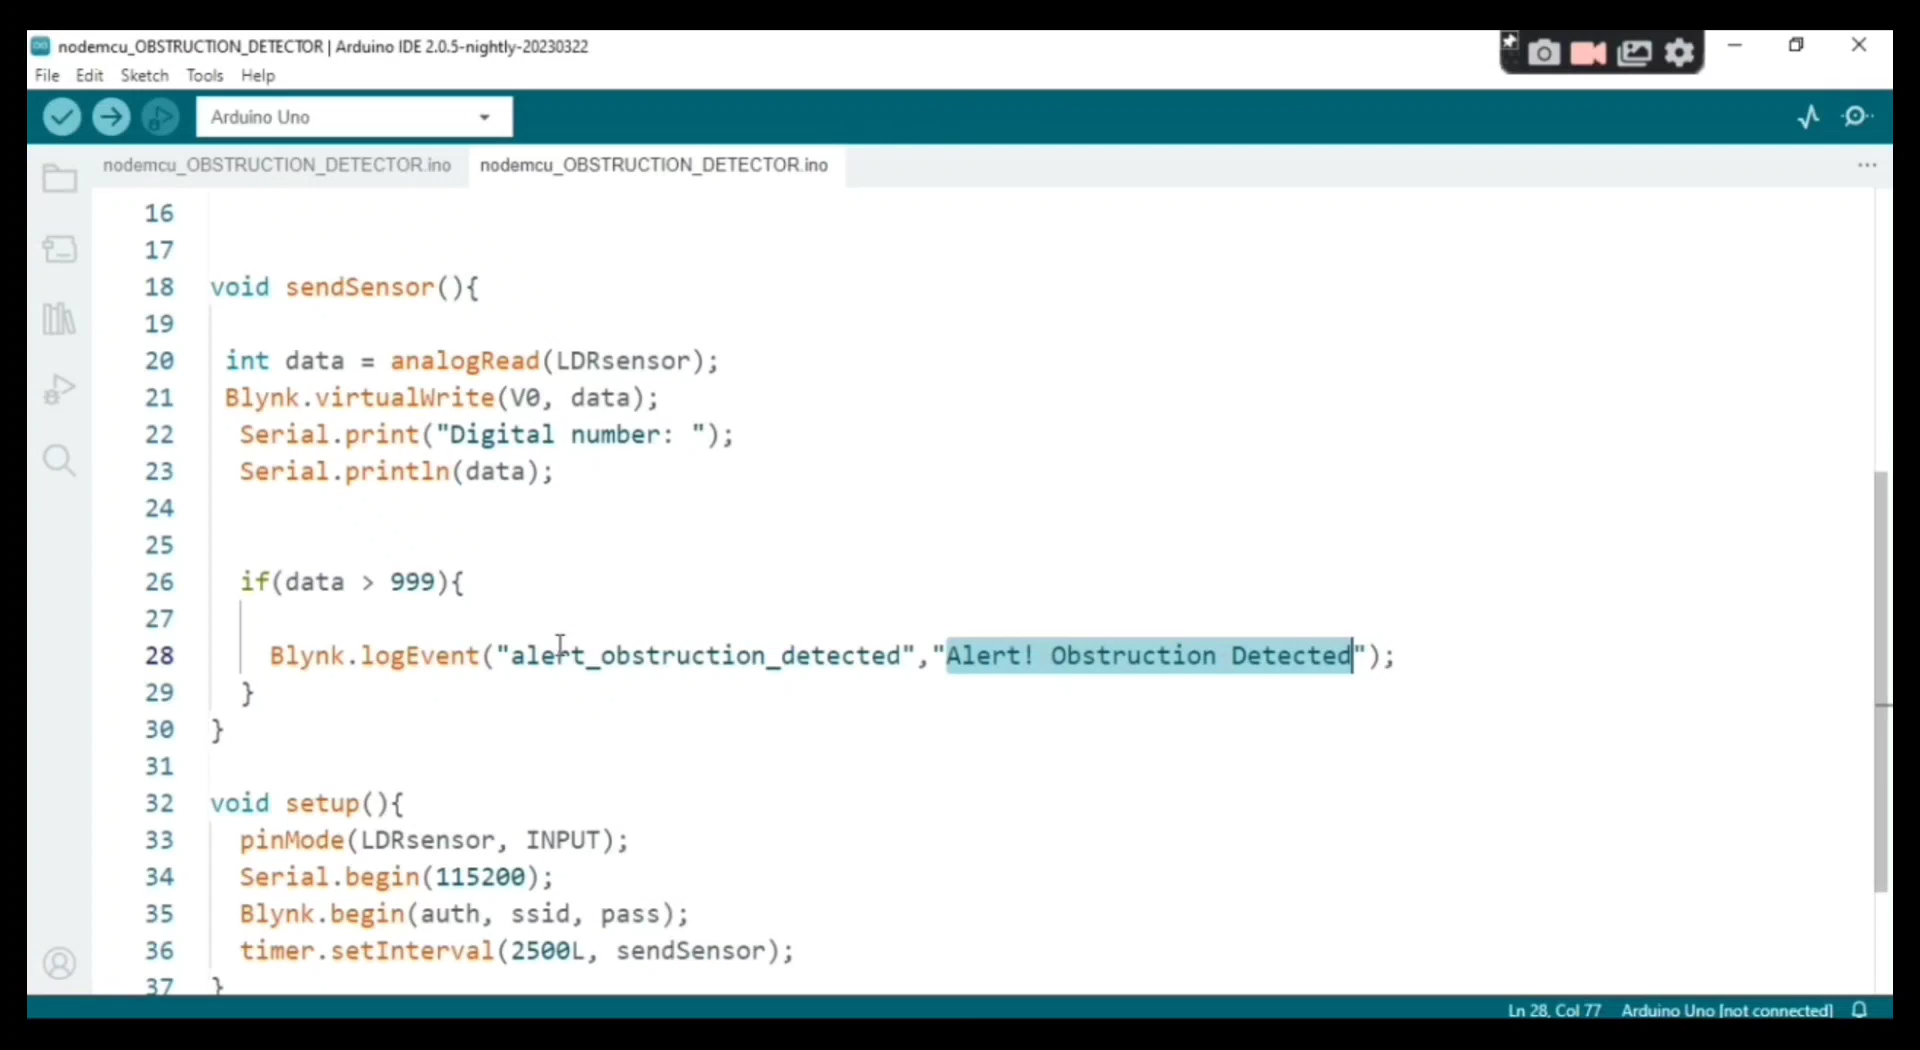 nodemcu_OBSTRUCTION_DETECTOR | Arduino IDE 2.0.5-nightly-20230322
File Edit Sketch Tools Help
Arduino Uno
nodemcu_OBSTRUCTION_DETECTOR.ino nodemcu_OBSTRUCTION_DETECTOR.ino
16
17
18 void sendSensor(){
19
20 int data = analogRead(LDRsensor);
21 Blynk.virtualWrite(V0, data);
22 Serial.print("Digital number: ");
23 Serial.println(data);
24
25
26 if(data > 999){
27
28 Blynk.logEvent("alert_obstruction_detected","Alert! Obstruction Detected");
29 }
30 }
31
32 void setup(){
33 pinMode(LDRsensor, INPUT);
34 Serial.begin(115200);
35 Blynk.begin(auth, ssid, pass);
36 timer.setInterval(2500L, sendSensor);
37 }
Ln 28, Col 77 Arduino Uno [not connected]